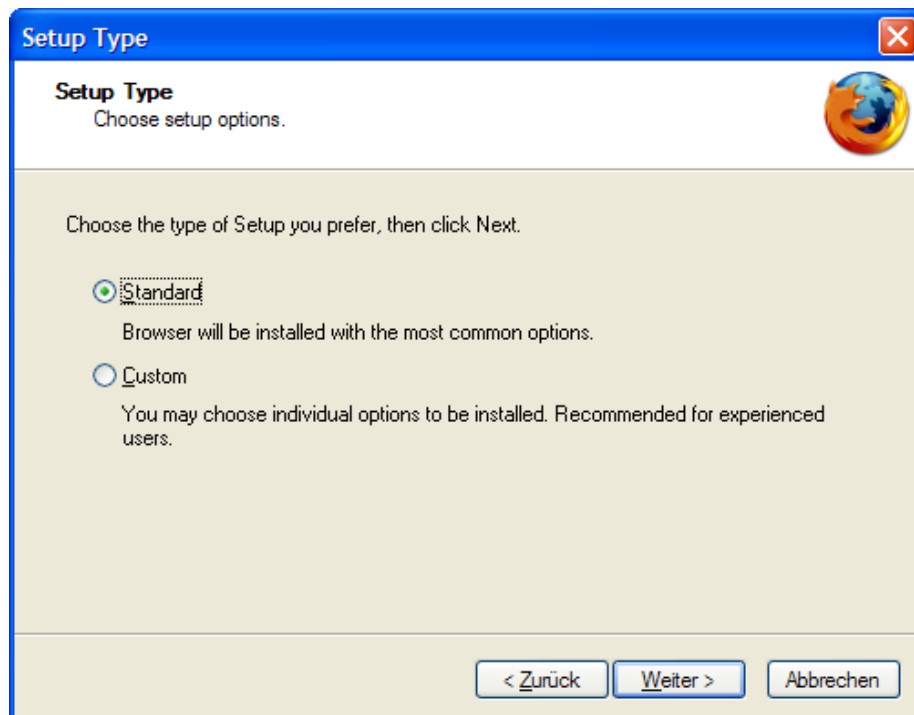 Setup Type
Setup Type
Choose setup options.
Choose the type of Setup you prefer, then click Next.
Standard
Browser will be installed with the most common options.
Custom
You may choose individual options to be installed. Recommended for experienced
users.
< Zurück Weiter > Abbrechen